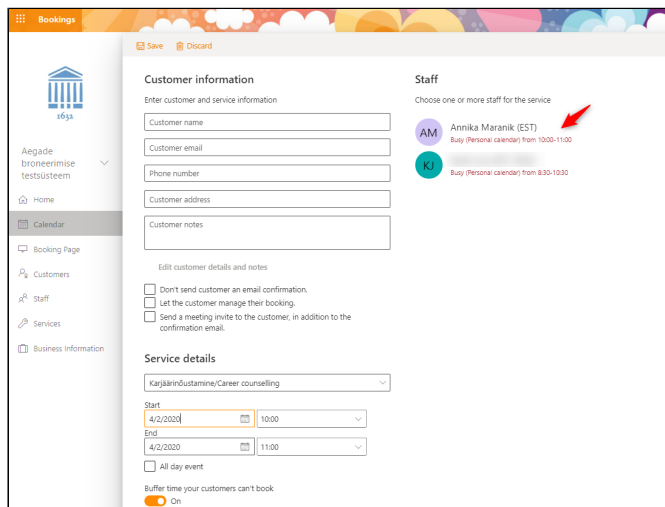 Bookings
Save
Discard
1632
Aegade
broneerimise
testsüsteem
Home
Calendar
Booking Page
Customers
Staff
Services
Business Information
Customer information
Enter customer and service information
Customer name
Customer email
Phone number
Customer address
Customer notes
Edit customer details and notes
Don't send customer an email confirmation.
Let the customer manage their booking.
Send a meeting invite to the customer, in addition to the
confirmation email.
Service details
Karjäärinõustamine/Career counselling
Start
4/2/2020
10:00
End
4/2/2020
11:00
All day event
Buffer time your customers can't book
On
Staff
Choose one or more staff for the service
AM
Annika Maranik (EST)
Busy (Personal calendar) from 10:00-11:00
KJ
Busy (Personal calendar) from 8:30-10:30